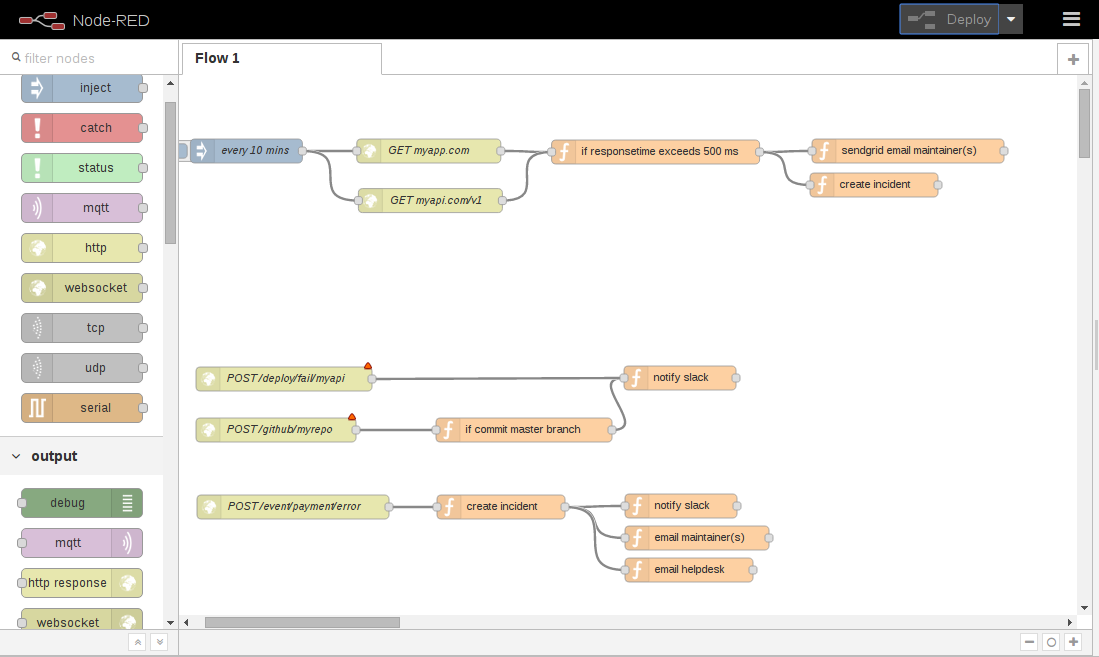 Node-RED
Deploy
filter nodes
Flow 1
inject
catch
status
mqtt
http
websocket
tcp
udp
serial
output
debug
mqtt
http response
websocket
every 10 mins
GET myapp.com
if responsetime exceeds 500 ms
sendgrid email maintainer(s)
create incident
GET myapi.com/v1
POST/deploy/fail/myapi
notify slack
POST/github/myrepo
if commit master branch
POST/event/payment/error
create incident
notify slack
email maintainer(s)
email helpdesk